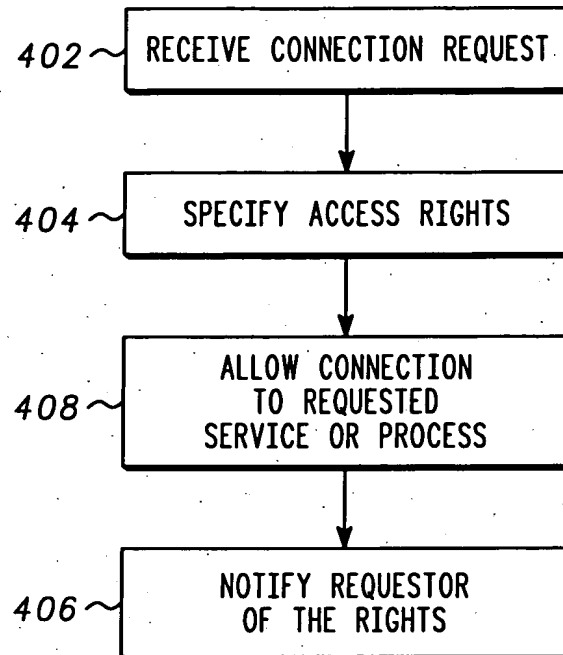 402 RECEIVE CONNECTION REQUEST
404 SPECIFY ACCESS RIGHTS
408 ALLOW CONNECTION
TO REQUESTED
SERVICE OR PROCESS
406 NOTIFY REQUESTOR
OF THE RIGHTS